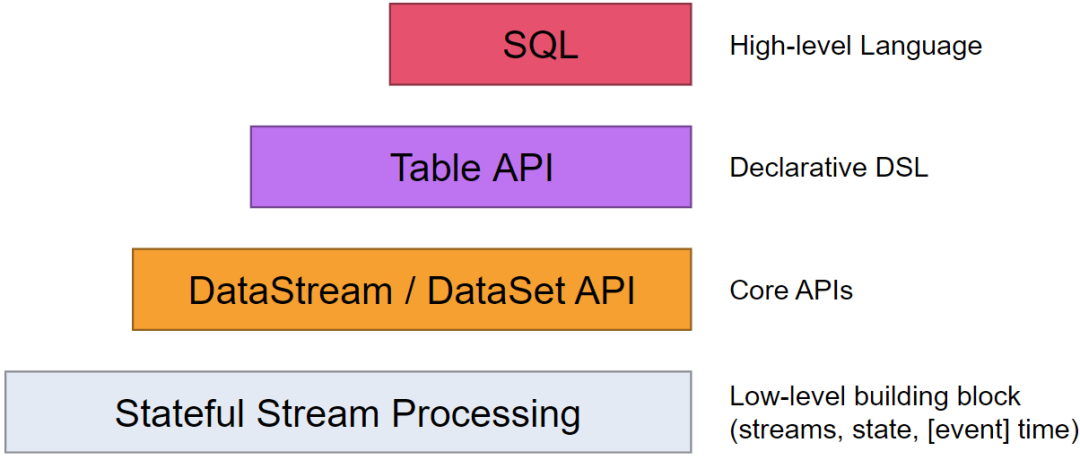 SQL
High-level Language
Table API
Declarative DSL
DataStream / DataSet API
Core APIs
Stateful Stream Processing
Low-level building block
(streams, state, [event] time)